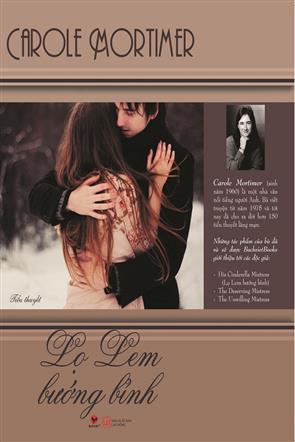 CAROLE MORTIMER
Carole Mortimer (sinh
năm 1960) là một nhà văn
nổi tiếng người Anh. Bà viết
truyện từ năm 1978 và tới
nay đã cho ra đời hơn 150
tiểu thuyết lãng mạn.
Những tác phẩm của bà đã
và sẽ được BachvietBooks
giới thiệu tới các độc giả:
- His Cinderella Mistress
(Lọ Lem bướng bỉnh)
- The Deserving Mistress
- The Unwilling Mistress
Tiểu thuyết
Lọ Lem
bướng bỉnh